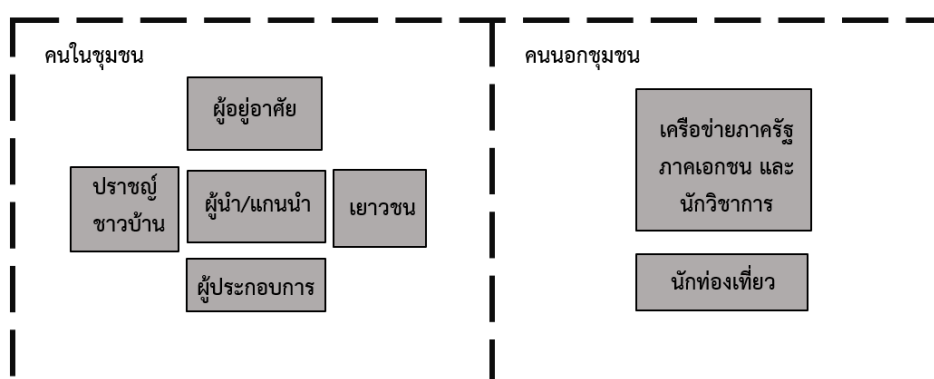 คนในชุมชน
ผู้อยู่อาศัย
ปราชญ์
ชาวบ้าน
ผู้นำ/แกนนำ
เยาวชน
ผู้ประกอบการ
คนนอกชุมชน
เครือข่ายภาครัฐ
ภาคเอกชน และ
นักวิชาการ
นักท่องเที่ยว